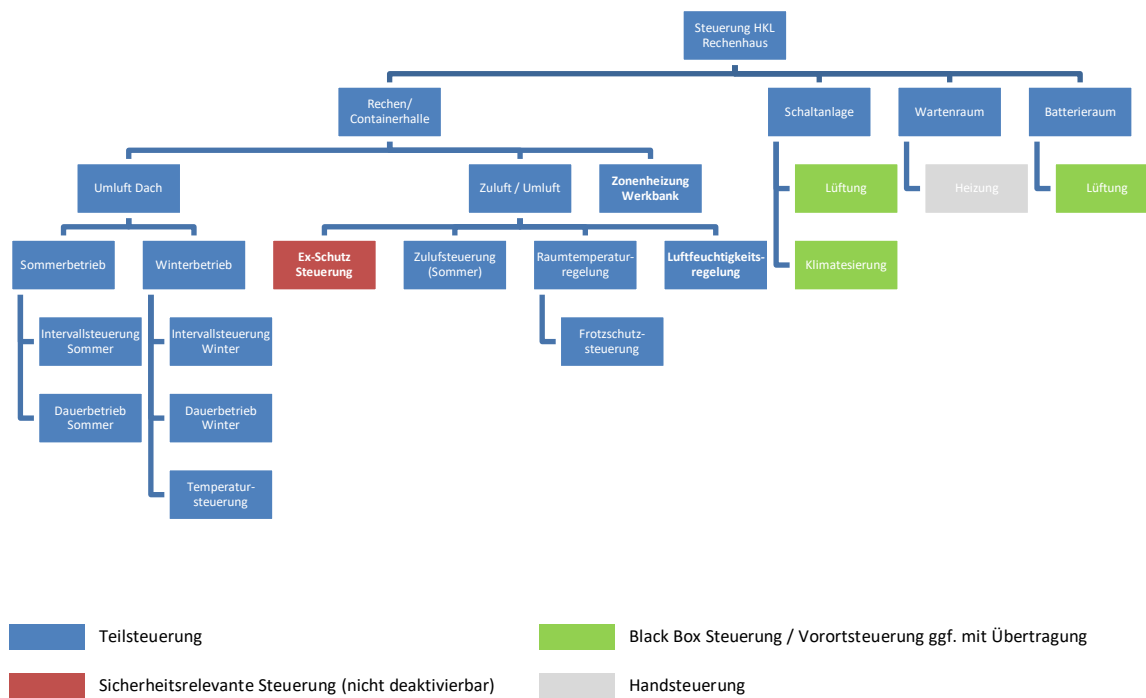 Steuerung HKL
Rechenhaus
Rechen/
Containerhalle
Schaltanlage
Wartenraum
Batterieraum
Umluft Dach
Zuluft / Umluft
Zonenheizung
Werkbank
Lüftung
Heizung
Lüftung
Sommerbetrieb
Winterbetrieb
Ex-Schutz
Steuerung
Zulufsteuerung
(Sommer)
Raumtemperatur-
regelung
Luftfeuchtigkeits-
regelung
Klimatesierung
Intervallsteuerung
Sommer
Intervallsteuerung
Winter
Frotzschutz-
steuerung
Dauerbetrieb
Sommer
Dauerbetrieb
Winter
Temperatur-
steuerung
Teilsteuerung
Black Box Steuerung / Vorortsteuerung ggf. mit Übertragung
Sicherheitsrelevante Steuerung (nicht deaktivierbar)
Handsteuerung